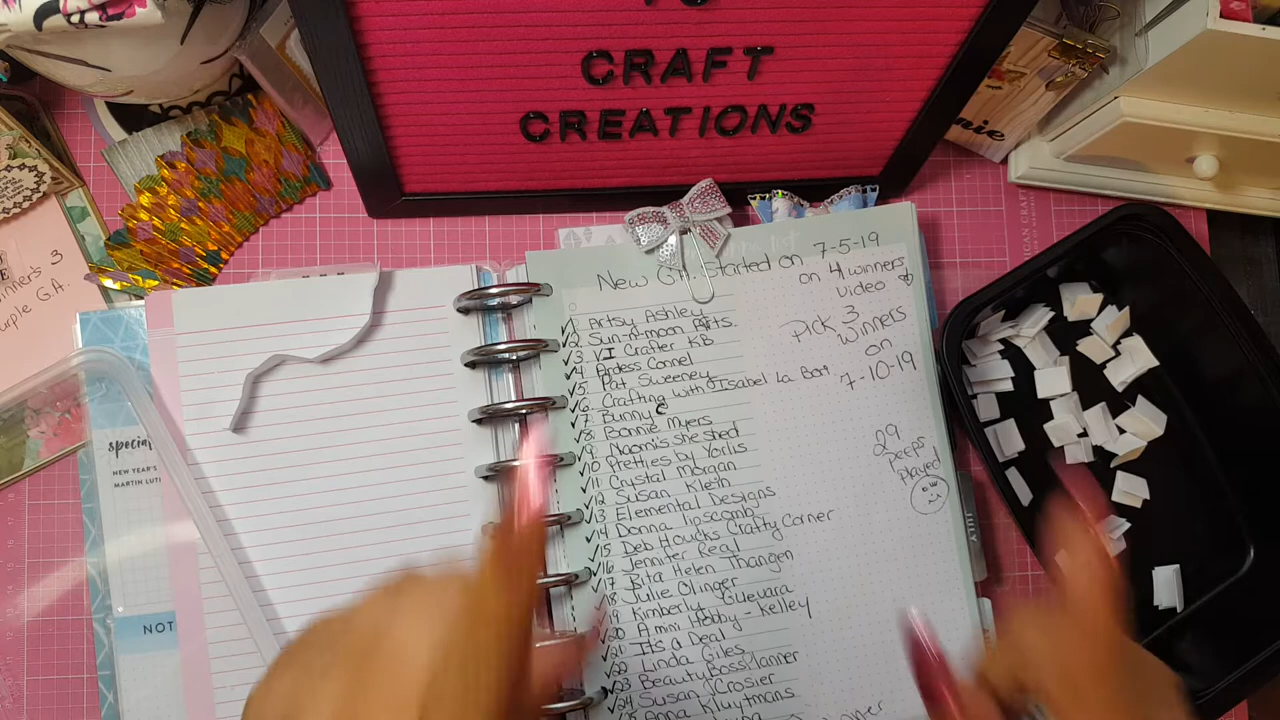 CRAFT
CREATIONS
New G.A. Started on 7-5-19
on 4 winners
video
PICK 3
Winners
on
7-10-19
29
peeps
played
1 Artsy Ashley
2 Sun-n-moon Arts.
3 VI Crafter KB
4 Ardess Connel
5. Pat Sweeney
6. Crafting with Isabel La Bart
7 Bunny C
8. Bonnie Myers
9 Naomi's she shed
10 Pretties by Yorlis
11 Crystal Morgan
12 Susan Kleth
13 Elemental Designs
14 Donna Lipscomb
15 Deb Houcks Crafty Corner
16 Jennifer Real
17 Rita Helen Thangen
18 Julie Olinger
19 Kimberly Guevara
20 A mini Hobby - Kelley
21 It's a Deal
22 Linda Giles
23 Beauty Boss Planner
24 Susan JCrosier
25 Anna Kluytmans
3
Purple G.A.
special
NEW YEAR'S
MARTIN LUT
NOT
JULY